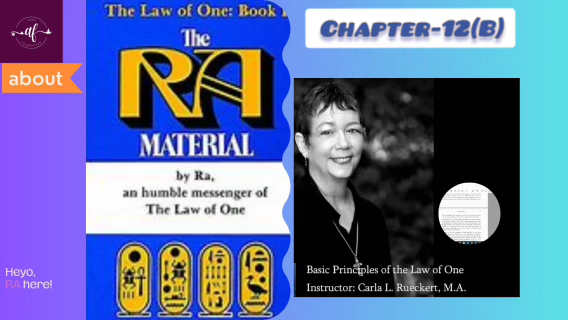 af
about
Heyo,
RA here!
The Law of One: Book I
The
RA
MATERIAL
by Ra,
an humble messenger of
The Law of One
Chapter-12(B)
Basic Principles of the Law of One
Instructor: Carla L. Rueckert, M.A.